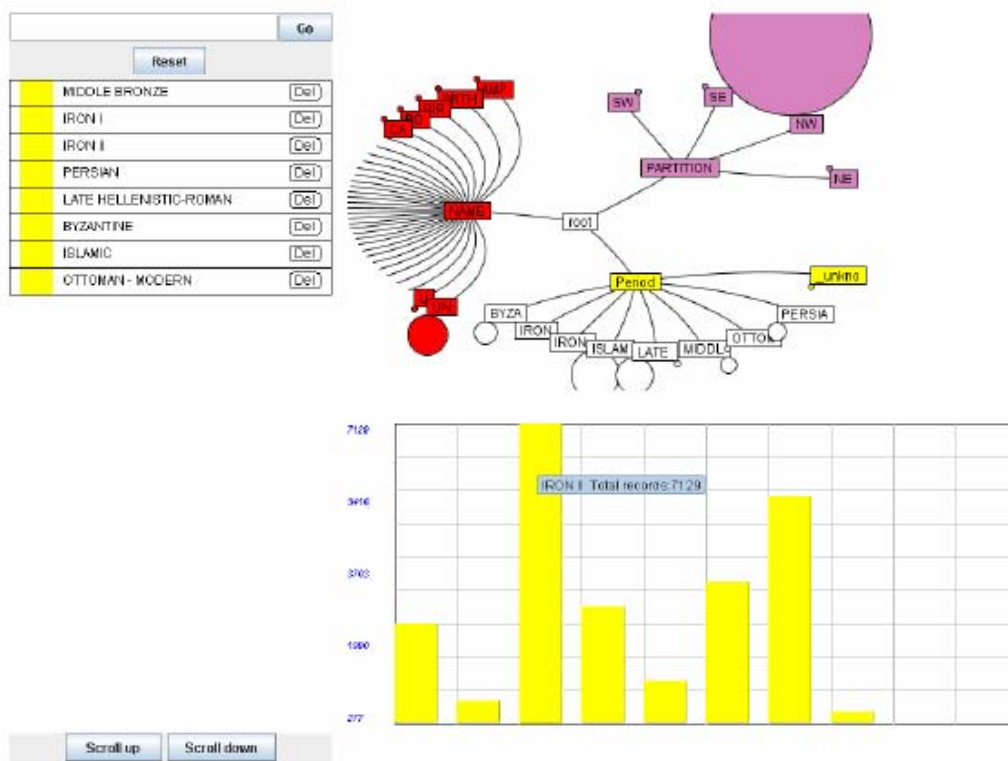 Go
Reset
MIDDLE BRONZE Del
IRON I Del
IRON II Del
PERSIAN Del
LATE HELLENISTIC-ROMAN Del
BYZANTINE Del
ISLAMIC Del
OTTOMAN - MODERN Del
AMP
SW
SE
NW
PARTITION
NE
NAME
root
Period
_unkno
UN
BYZA
IRON
IRON
ISLAM
LATE
MIDDL
OTTOM
PERSIA
7129
IRON II Total records:7129
277
Scroll up Scroll down